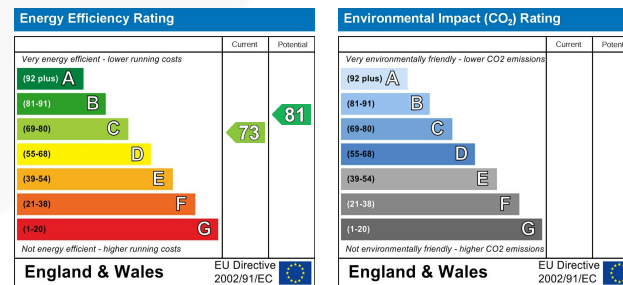 Energy Efficiency Rating
Current Potential
Very energy efficient - lower running costs
(92 plus) A
(81-91) B
(69-80) C
(55-68) D
(39-54) E
(21-38) F
(1-20) G
73
81
Not energy efficient - higher running costs
England & Wales
EU Directive
2002/91/EC
Environmental Impact (CO₂) Rating
Current Potent
Very environmentally friendly - lower CO2 emissions
(92 plus) A
(81-91) B
(69-80) C
(55-68) D
(39-54) E
(21-38) F
(1-20) G
Not environmentally friendly - higher CO2 emissions
England & Wales
EU Directive
2002/91/EC